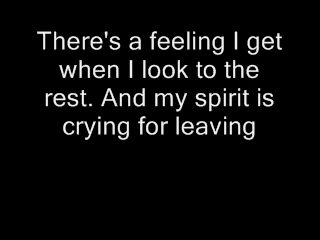 There's a feeling I get
when I look to the
rest. And my spirit is
crying for leaving